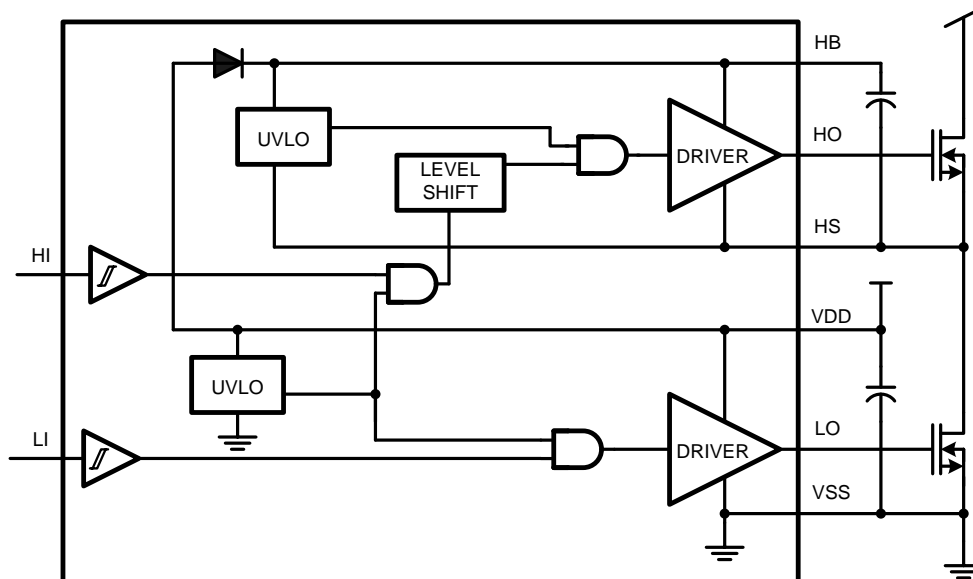 HB
UVLO
DRIVER
HO
LEVEL
SHIFT
HS
HI
VDD
UVLO
LI
DRIVER
LO
VSS